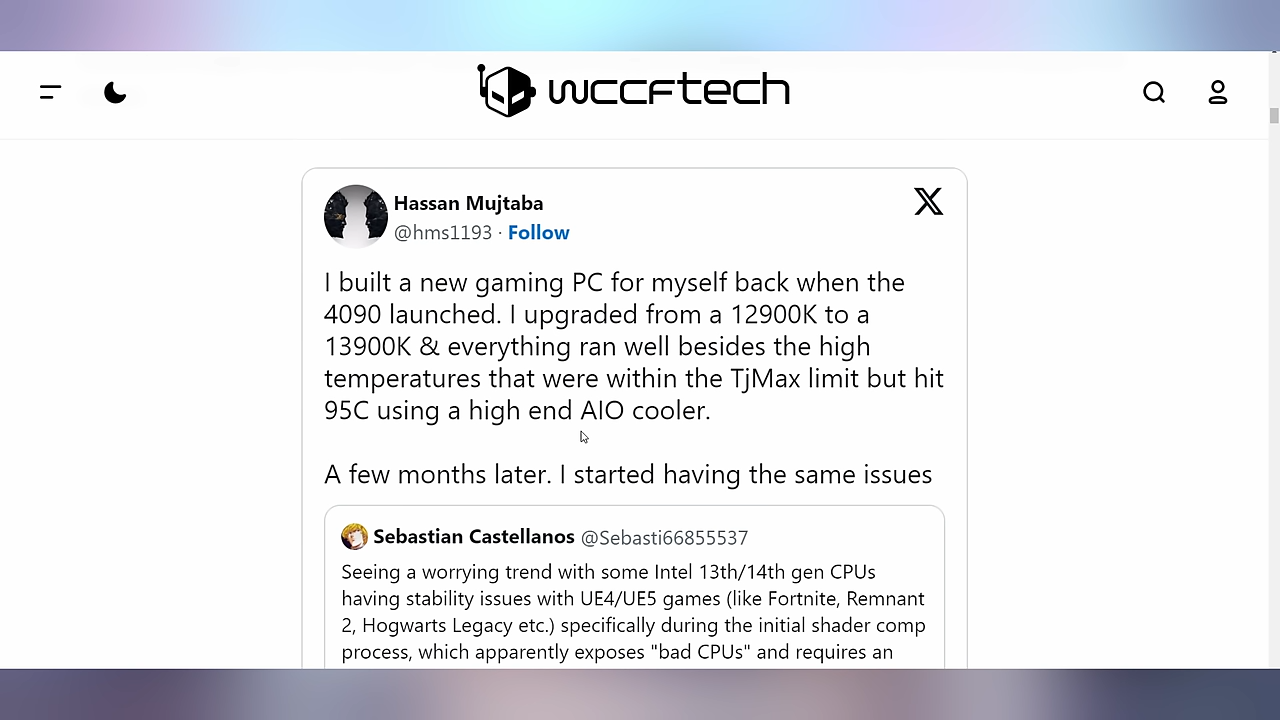 wccftech
Hassan Mujtaba
@hms1193 · Follow
I built a new gaming PC for myself back when the
4090 launched. I upgraded from a 12900K to a
13900K & everything ran well besides the high
temperatures that were within the TjMax limit but hit
95C using a high end AIO cooler.
A few months later. I started having the same issues
Sebastian Castellanos @Sebasti66855537
Seeing a worrying trend with some Intel 13th/14th gen CPUs
having stability issues with UE4/UE5 games (like Fortnite, Remnant
2, Hogwarts Legacy etc.) specifically during the initial shader comp
process, which apparently exposes "bad CPUs" and requires an